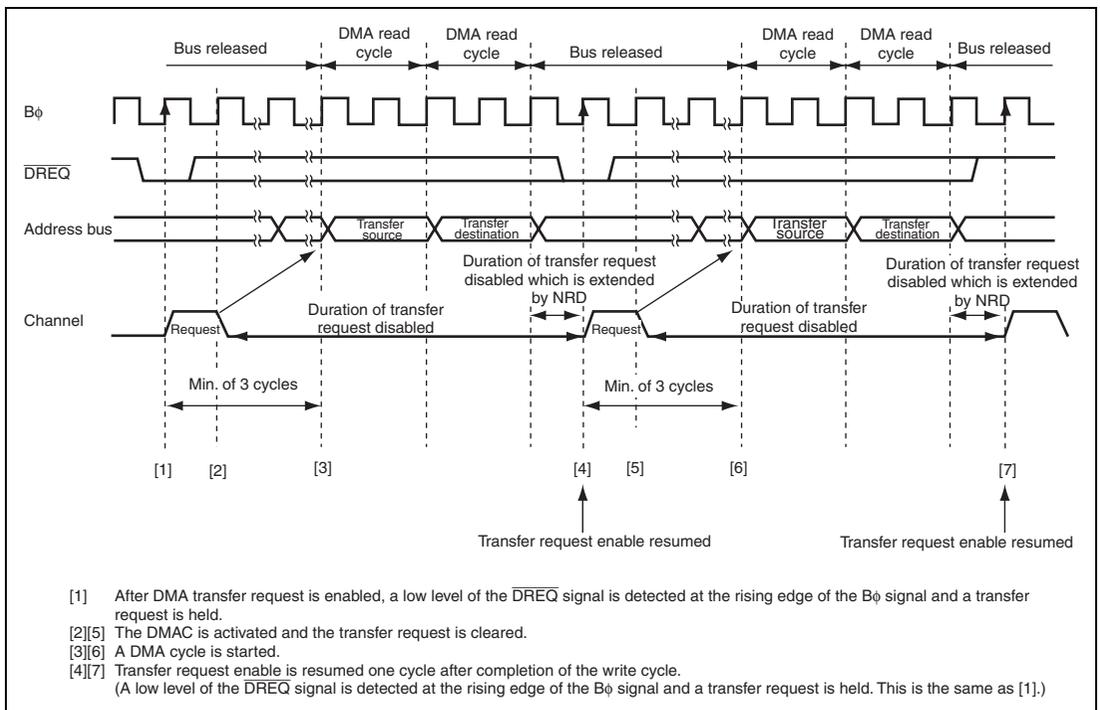 Bus released
DMA read cycle
DMA read cycle
Bus released
DMA read cycle
DMA read cycle
Bus released
Bφ
DREQ
Address bus
Transfer source
Transfer destination
Transfer source
Transfer destination
Duration of transfer request disabled which is extended by NRD
Duration of transfer request disabled which is extended by NRD
Channel
Request
Duration of transfer request disabled
Request
Duration of transfer request disabled
Min. of 3 cycles
Min. of 3 cycles
[1]
[2]
[3]
[4]
[5]
[6]
[7]
Transfer request enable resumed
Transfer request enable resumed
[1] After DMA transfer request is enabled, a low level of the DREQ signal is detected at the rising edge of the Bφ signal and a transfer
request is held.
[2][5] The DMAC is activated and the transfer request is cleared.
[3][6] A DMA cycle is started.
[4][7] Transfer request enable is resumed one cycle after completion of the write cycle.
(A low level of the DREQ signal is detected at the rising edge of the Bφ signal and a transfer request is held. This is the same as [1].)